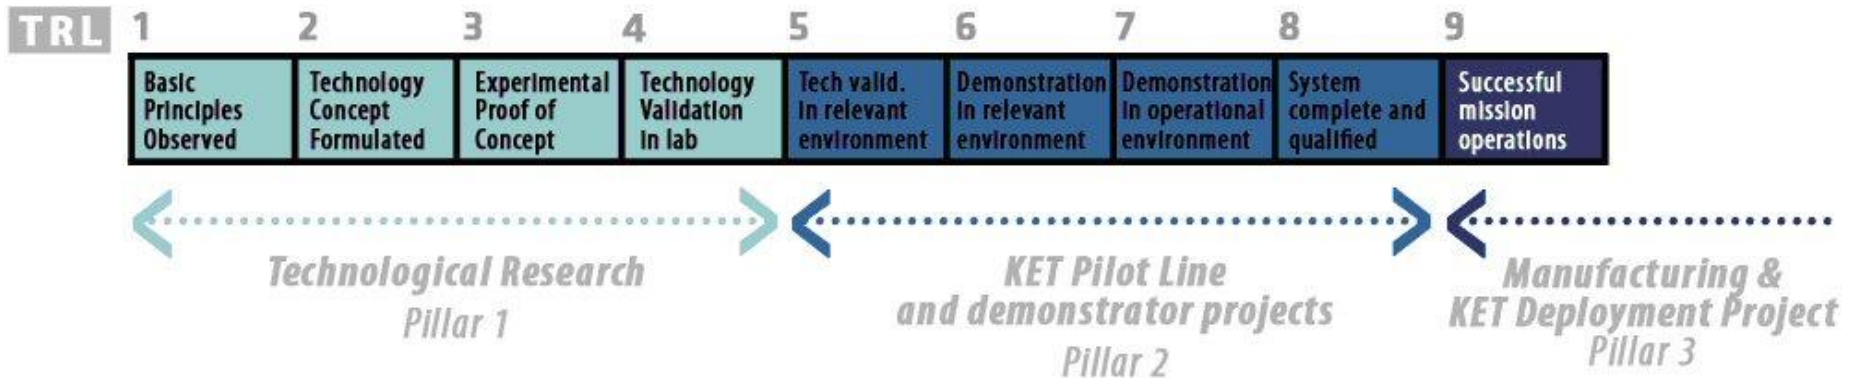 TRL 1 2 3 4 5 6 7 8 9
Basic
Principles
Observed
Technology
Concept
Formulated
Experimental
Proof of
Concept
Technology
Validation
in lab
Tech valid.
in relevant
environment
Demonstration
in relevant
environment
Demonstration
in operational
environment
System
complete and
qualified
Successful
mission
operations
Technological Research
Pillar 1
KET Pilot Line
and demonstrator projects
Pillar 2
Manufacturing &
KET Deployment Project
Pillar 3